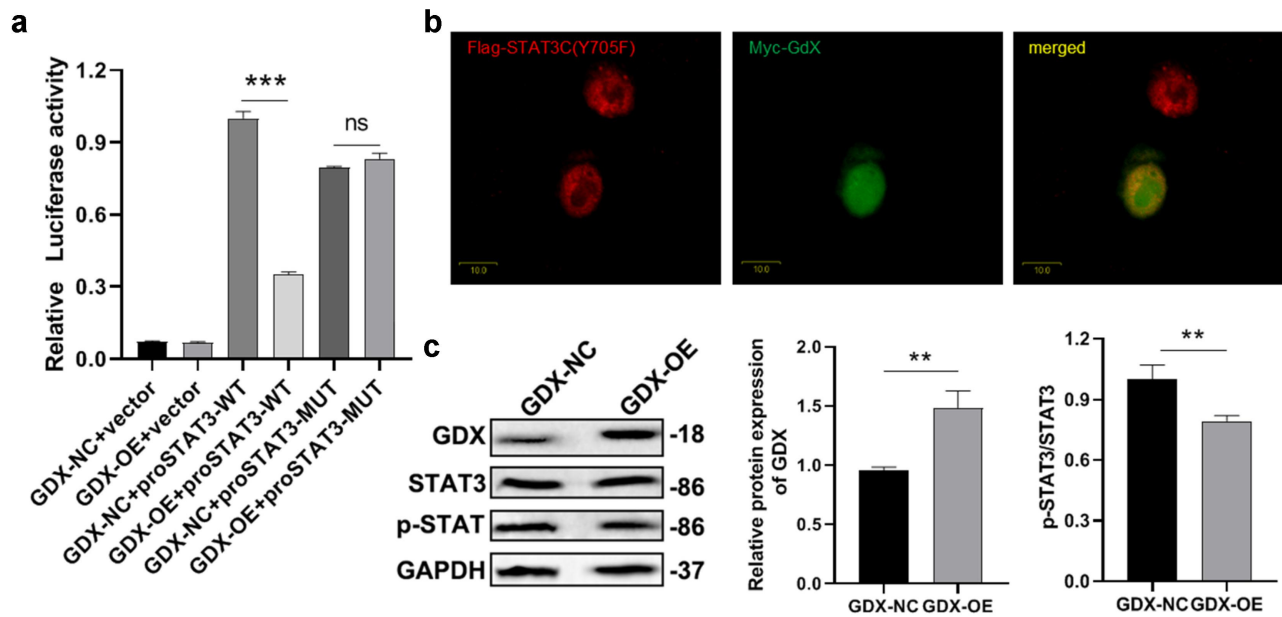 a
Relative Luciferase activity
1.2
0.9
0.6
0.3
0.0
***
ns
GDX-NC+vector
GDX-OE+vector
GDX-NC+proSTAT3-WT
GDX-OE+proSTAT3-WT
GDX-NC+proSTAT3-MUT
GDX-OE+proSTAT3-MUT
b
Flag-STAT3C(Y705F)
Myc-GdX
merged
10.0
10.0
10.0
c
GDX-NC
GDX-OE
GDX
-18
STAT3
-86
p-STAT
-86
GAPDH
-37
Relative protein expression
of GDX
2.0
1.5
1.0
0.5
0.0
**
GDX-NC GDX-OE
p-STAT3/STAT3
1.2
0.9
0.6
0.3
0.0
**
GDX-NC GDX-OE